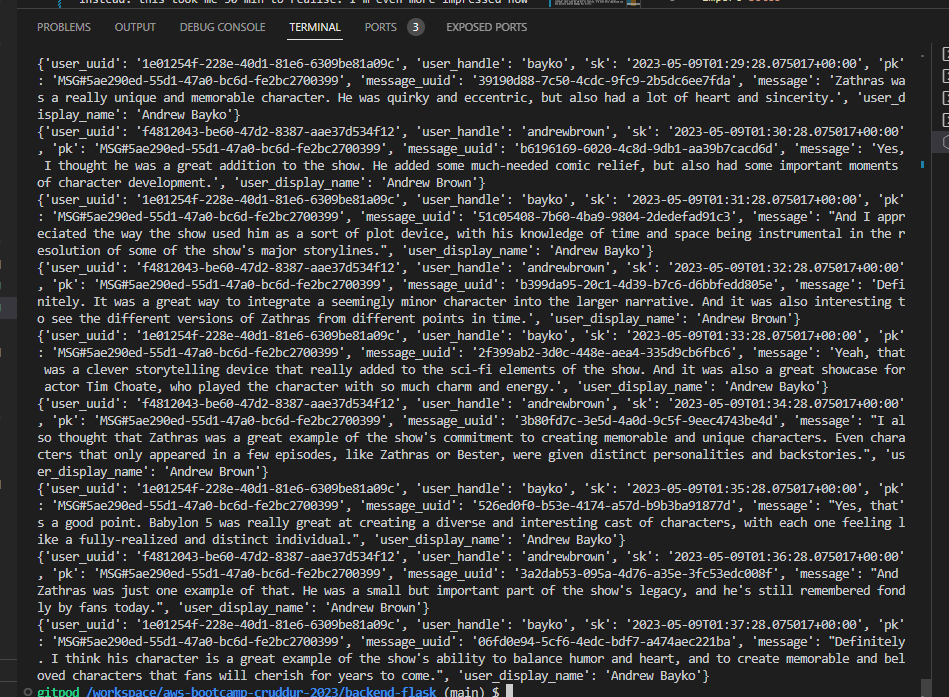 instead. this took me 30 min to realise. I'm even more impressed now
PROBLEMS OUTPUT DEBUG CONSOLE TERMINAL PORTS 3 EXPOSED PORTS
{'user_uuid': '1e01254f-228e-40d1-81e6-6309be81a09c', 'user_handle': 'bayko', 'sk': '2023-05-09T01:29:28.075017+00:00', 'pk'
: 'MSG#5ae290ed-55d1-47a0-bc6d-fe2bc2700399', 'message_uuid': '39190d88-7c50-4cdc-9fc9-2b5dc6ee7fda', 'message': 'Zathras wa
s a really unique and memorable character. He was quirky and eccentric, but also had a lot of heart and sincerity.', 'user_d
isplay_name': 'Andrew Bayko'}
{'user_uuid': 'f4812043-be60-47d2-8387-aae37d534f12', 'user_handle': 'andrewbrown', 'sk': '2023-05-09T01:30:28.075017+00:00'
, 'pk': 'MSG#5ae290ed-55d1-47a0-bc6d-fe2bc2700399', 'message_uuid': 'b6196169-6020-4c8d-9db1-aa39b7cacd6d', 'message': 'Yes,
 I thought he was a great addition to the show. He added some much-needed comic relief, but also had some important moments
of character development.', 'user_display_name': 'Andrew Brown'}
{'user_uuid': '1e01254f-228e-40d1-81e6-6309be81a09c', 'user_handle': 'bayko', 'sk': '2023-05-09T01:31:28.075017+00:00', 'pk'
: 'MSG#5ae290ed-55d1-47a0-bc6d-fe2bc2700399', 'message_uuid': '51c05408-7b60-4ba9-9804-2dedefad91c3', 'message': "And I appr
eciated the way the show used him as a sort of plot device, with his knowledge of time and space being instrumental in the r
esolution of some of the show's major storylines.", 'user_display_name': 'Andrew Bayko'}
{'user_uuid': 'f4812043-be60-47d2-8387-aae37d534f12', 'user_handle': 'andrewbrown', 'sk': '2023-05-09T01:32:28.075017+00:00'
, 'pk': 'MSG#5ae290ed-55d1-47a0-bc6d-fe2bc2700399', 'message_uuid': 'b399da95-20c1-4d39-b7c6-d6bbfedd805e', 'message': 'Defi
nitely. It was a great way to integrate a seemingly minor character into the larger narrative. And it was also interesting t
o see the different versions of Zathras from different points in time.', 'user_display_name': 'Andrew Brown'}
{'user_uuid': '1e01254f-228e-40d1-81e6-6309be81a09c', 'user_handle': 'bayko', 'sk': '2023-05-09T01:33:28.075017+00:00', 'pk'
: 'MSG#5ae290ed-55d1-47a0-bc6d-fe2bc2700399', 'message_uuid': '2f399ab2-3d0c-448e-aea4-335d9cb6fbc6', 'message': 'Yeah, that
 was a clever storytelling device that really added to the sci-fi elements of the show. And it was also a great showcase for
 actor Tim Choate, who played the character with so much charm and energy.', 'user_display_name': 'Andrew Bayko'}
{'user_uuid': 'f4812043-be60-47d2-8387-aae37d534f12', 'user_handle': 'andrewbrown', 'sk': '2023-05-09T01:34:28.075017+00:00'
, 'pk': 'MSG#5ae290ed-55d1-47a0-bc6d-fe2bc2700399', 'message_uuid': '3b80fd7c-3e5d-4a0d-9c5f-9eec4743be4d', 'message': "I al
so thought that Zathras was a great example of the show's commitment to creating memorable and unique characters. Even chara
cters that only appeared in a few episodes, like Zathras or Bester, were given distinct personalities and backstories.", 'us
er_display_name': 'Andrew Brown'}
{'user_uuid': '1e01254f-228e-40d1-81e6-6309be81a09c', 'user_handle': 'bayko', 'sk': '2023-05-09T01:35:28.075017+00:00', 'pk'
: 'MSG#5ae290ed-55d1-47a0-bc6d-fe2bc2700399', 'message_uuid': '526ed0f0-b53e-4174-a57d-b9b3ba91877d', 'message': "Yes, that'
s a good point. Babylon 5 was really great at creating a diverse and interesting cast of characters, with each one feeling l
ike a fully-realized and distinct individual.", 'user_display_name': 'Andrew Bayko'}
{'user_uuid': 'f4812043-be60-47d2-8387-aae37d534f12', 'user_handle': 'andrewbrown', 'sk': '2023-05-09T01:36:28.075017+00:00'
, 'pk': 'MSG#5ae290ed-55d1-47a0-bc6d-fe2bc2700399', 'message_uuid': '3a2dab53-095a-4d76-a35e-3fc53edc008f', 'message': "And
Zathras was just one example of that. He was a small but important part of the show's legacy, and he's still remembered fond
ly by fans today.", 'user_display_name': 'Andrew Brown'}
{'user_uuid': '1e01254f-228e-40d1-81e6-6309be81a09c', 'user_handle': 'bayko', 'sk': '2023-05-09T01:37:28.075017+00:00', 'pk'
: 'MSG#5ae290ed-55d1-47a0-bc6d-fe2bc2700399', 'message_uuid': '06fd0e94-5cf6-4edc-bdf7-a474aec221ba', 'message': "Definitely
. I think his character is a great example of the show's ability to balance humor and heart, and to create memorable and bel
oved characters that fans will cherish for years to come.", 'user_display_name': 'Andrew Bayko'}
gitpod /workspace/aws-bootcamp-cruddur-2023/backend-flask (main) $